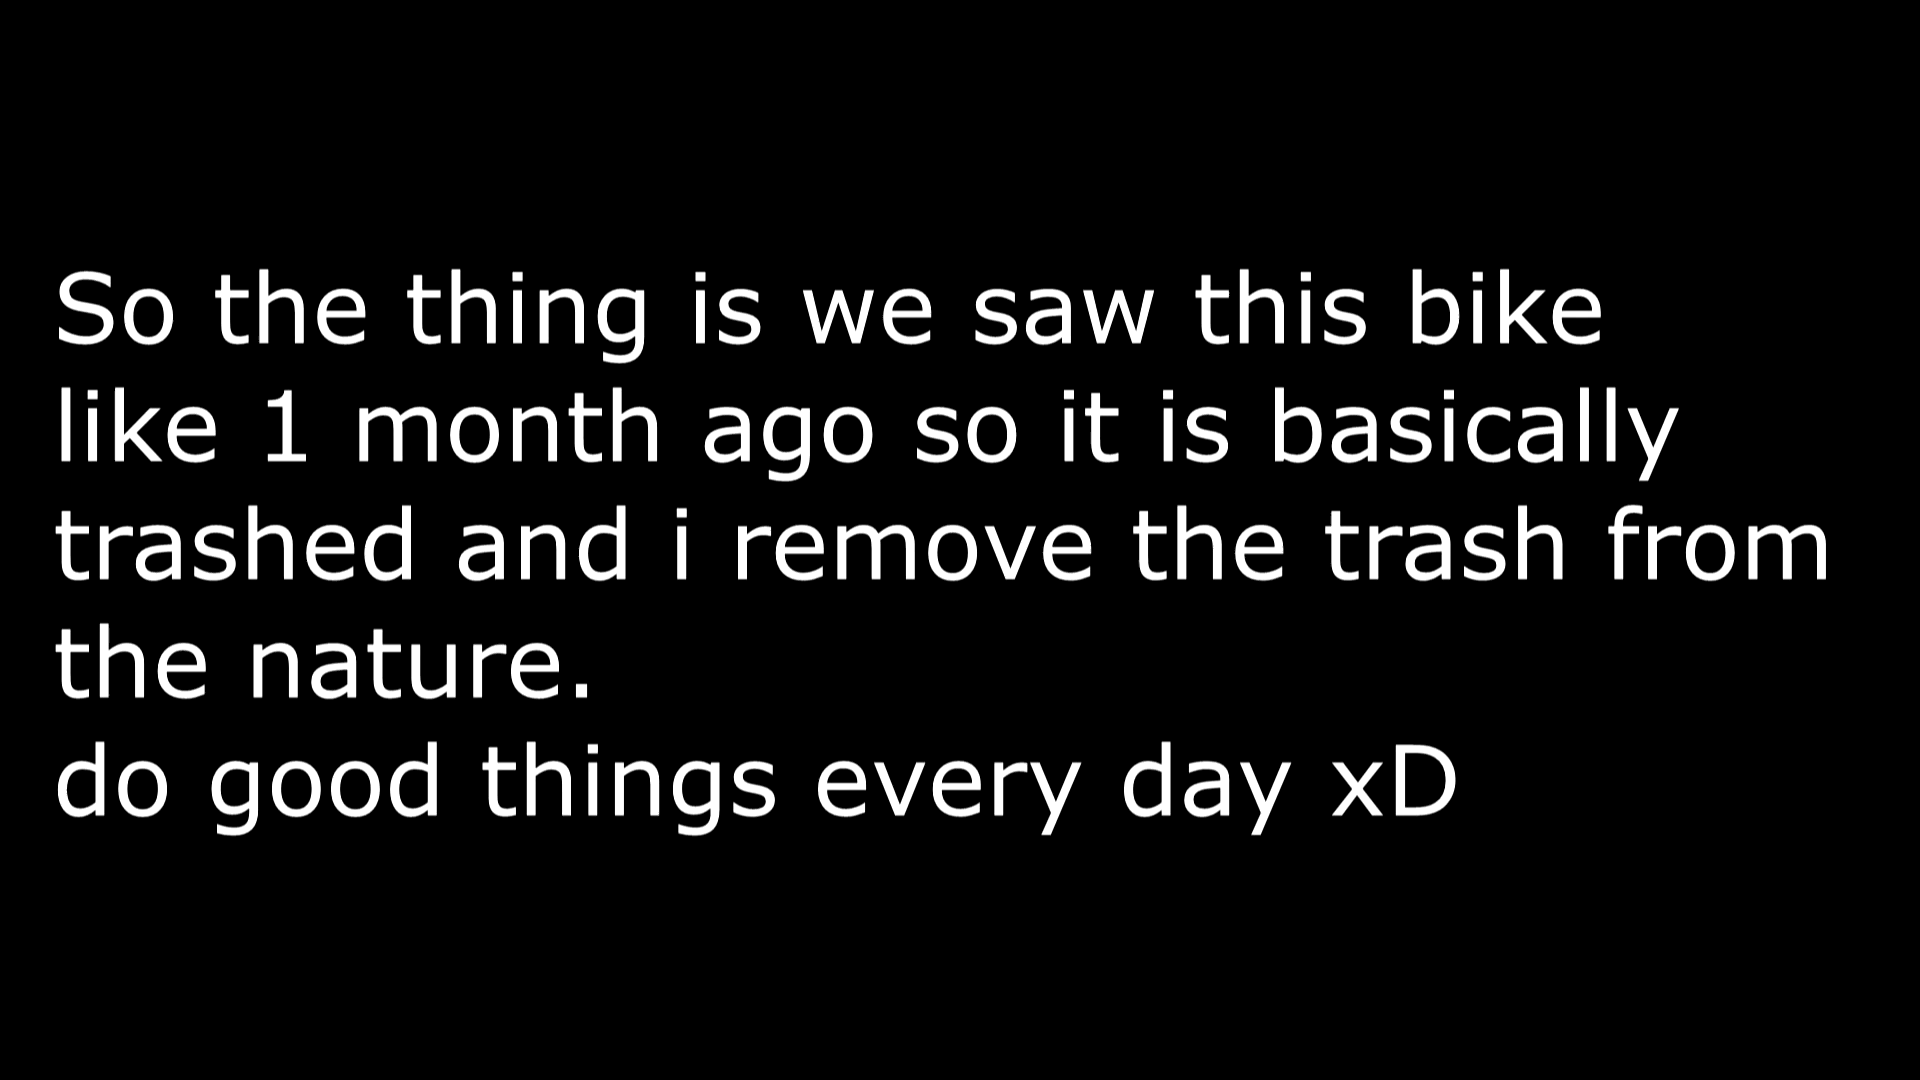 So the thing is we saw this bike
like 1 month ago so it is basically
trashed and i remove the trash from
the nature.
do good things every day xD